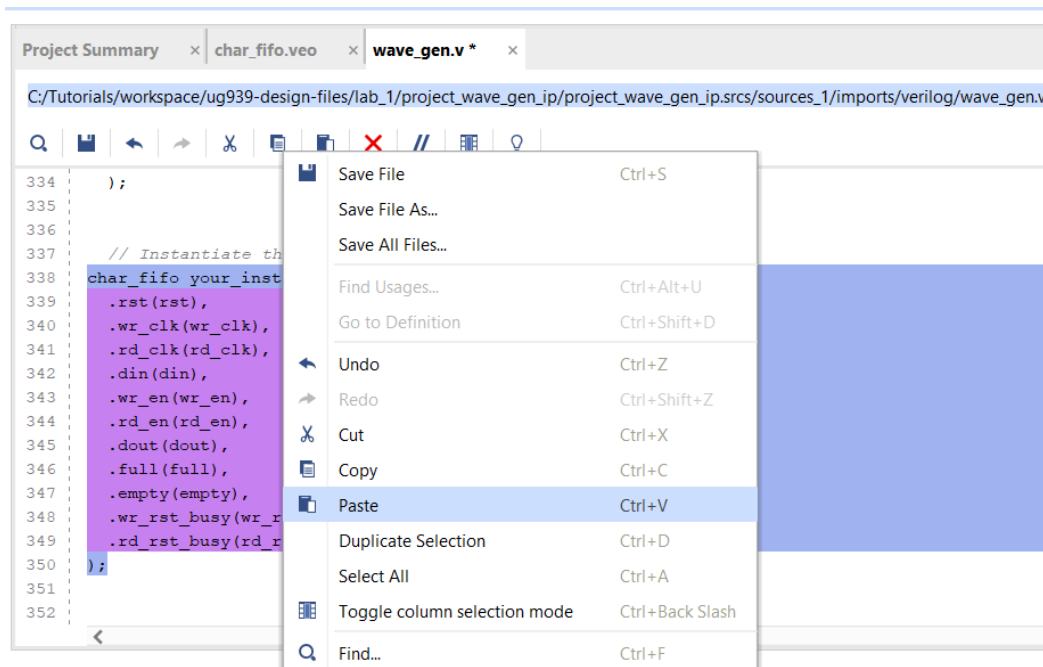 Project Summary × char_fifo.veo × wave_gen.v * ×
C:/Tutorials/workspace/ug939-design-files/lab_1/project_wave_gen_ip/project_wave_gen_ip.srcs/sources_1/imports/verilog/wave_gen.v
334 );
335
336
337 // Instantiate th
338 char_fifo your_inst
339 .rst(rst),
340 .wr_clk(wr_clk),
341 .rd_clk(rd_clk),
342 .din(din),
343 .wr_en(wr_en),
344 .rd_en(rd_en),
345 .dout(dout),
346 .full(full),
347 .empty(empty),
348 .wr_rst_busy(wr_r
349 .rd_rst_busy(rd_r
350 );
351
352
Save File Ctrl+S
Save File As...
Save All Files...
Find Usages... Ctrl+Alt+U
Go to Definition Ctrl+Shift+D
Undo Ctrl+Z
Redo Ctrl+Shift+Z
Cut Ctrl+X
Copy Ctrl+C
Paste Ctrl+V
Duplicate Selection Ctrl+D
Select All Ctrl+A
Toggle column selection mode Ctrl+Back Slash
Find... Ctrl+F